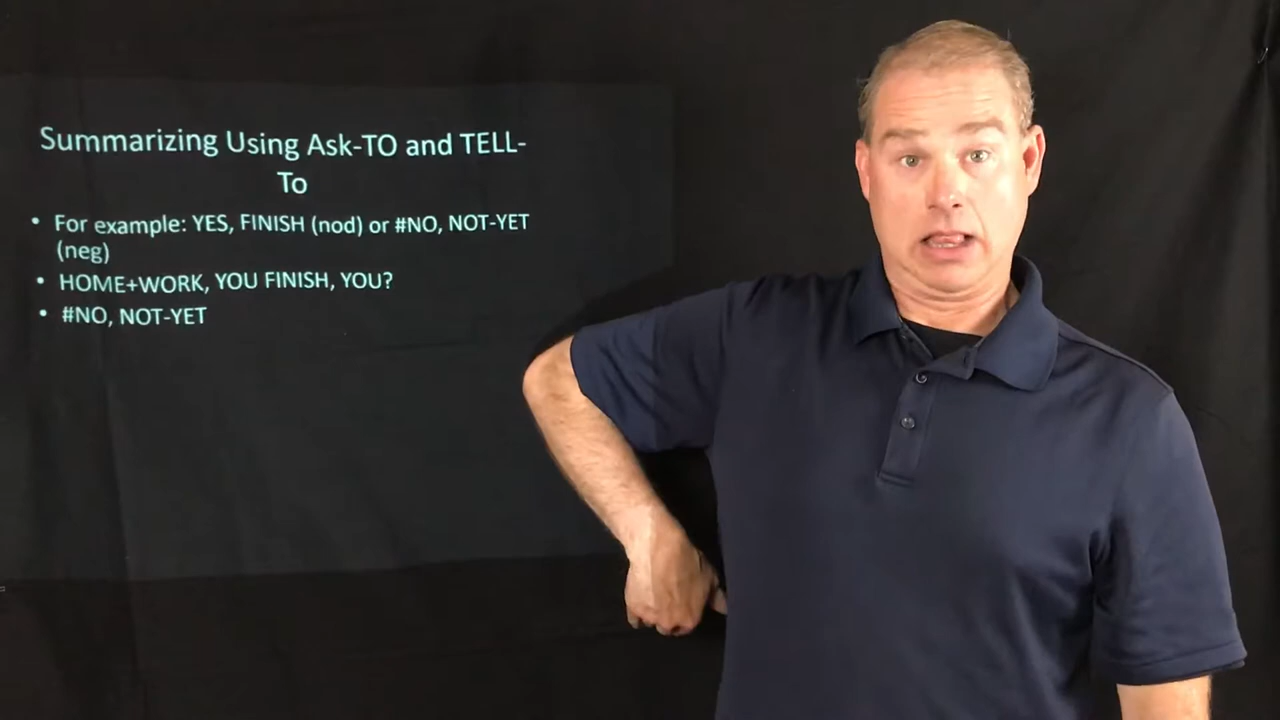 Summarizing Using Ask-TO and TELL-
To
• For example: YES, FINISH (nod) or #NO, NOT-YET
(neg)
• HOME+WORK, YOU FINISH, YOU?
• #NO, NOT-YET